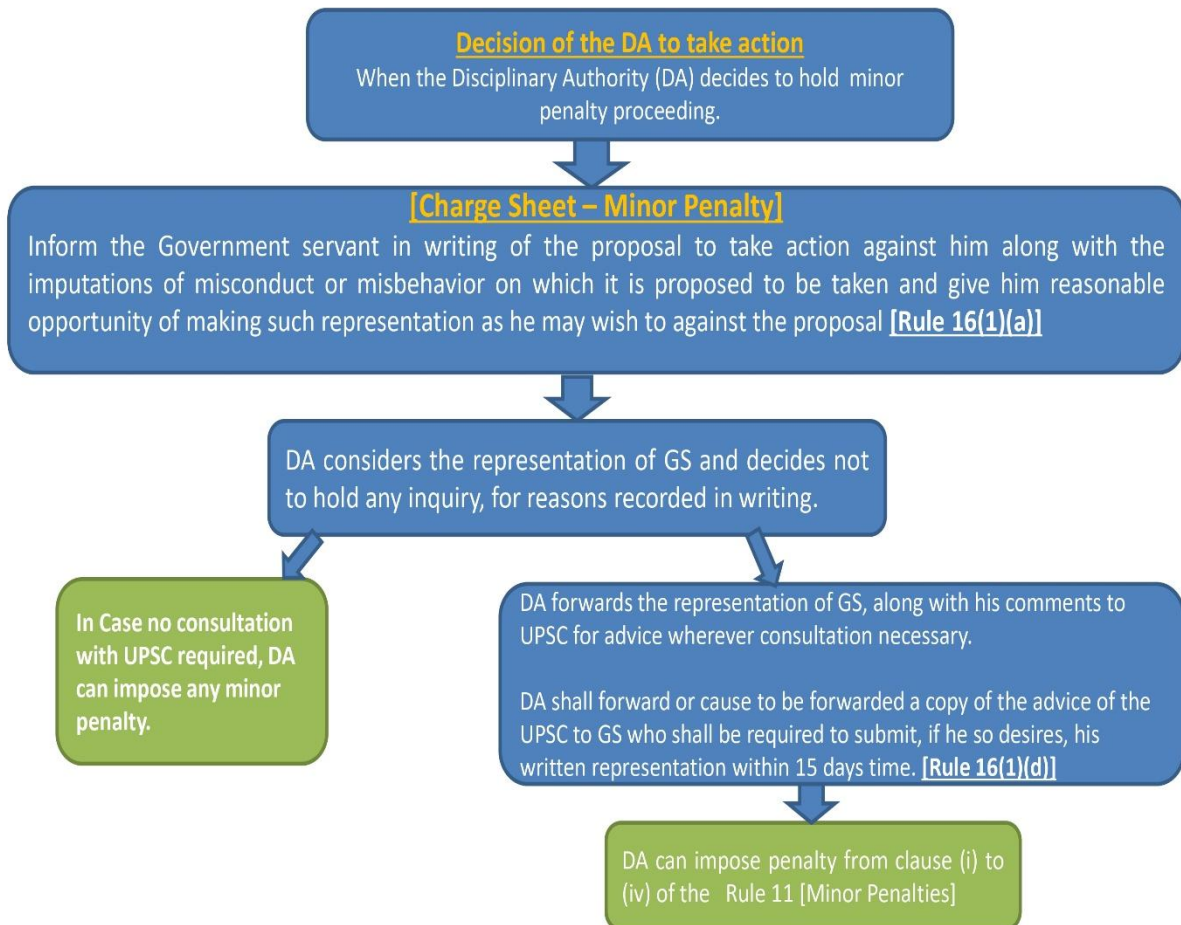 Decision of the DA to take action
When the Disciplinary Authority (DA) decides to hold minor
penalty proceeding.
[Charge Sheet – Minor Penalty]
Inform the Government servant in writing of the proposal to take action against him along with the
imputations of misconduct or misbehavior on which it is proposed to be taken and give him reasonable
opportunity of making such representation as he may wish to against the proposal [Rule 16(1)(a)]
DA considers the representation of GS and decides not
to hold any inquiry, for reasons recorded in writing.
In Case no consultation
with UPSC required, DA
can impose any minor
penalty.
DA forwards the representation of GS, along with his comments to
UPSC for advice wherever consultation necessary.
DA shall forward or cause to be forwarded a copy of the advice of the
UPSC to GS who shall be required to submit, if he so desires, his
written representation within 15 days time. [Rule 16(1)(d)]
DA can impose penalty from clause (i) to
(iv) of the Rule 11 [Minor Penalties]